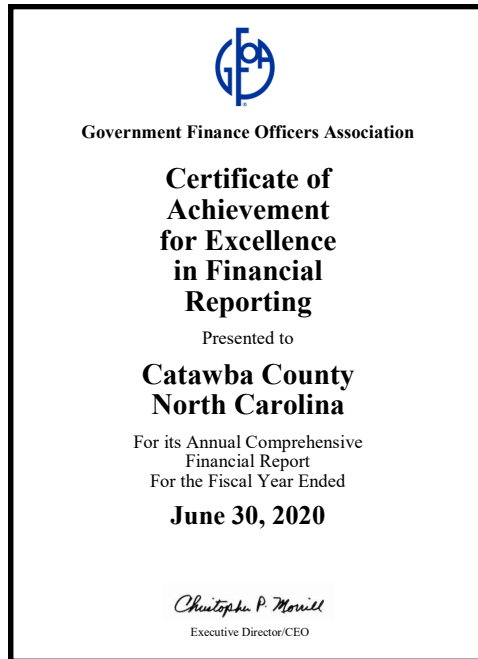 GFOA
Government Finance Officers Association
Certificate of
Achievement
for Excellence
in Financial
Reporting
Presented to
Catawba County
North Carolina
For its Annual Comprehensive
Financial Report
For the Fiscal Year Ended
June 30, 2020
Christopher P. Morrill
Executive Director/CEO